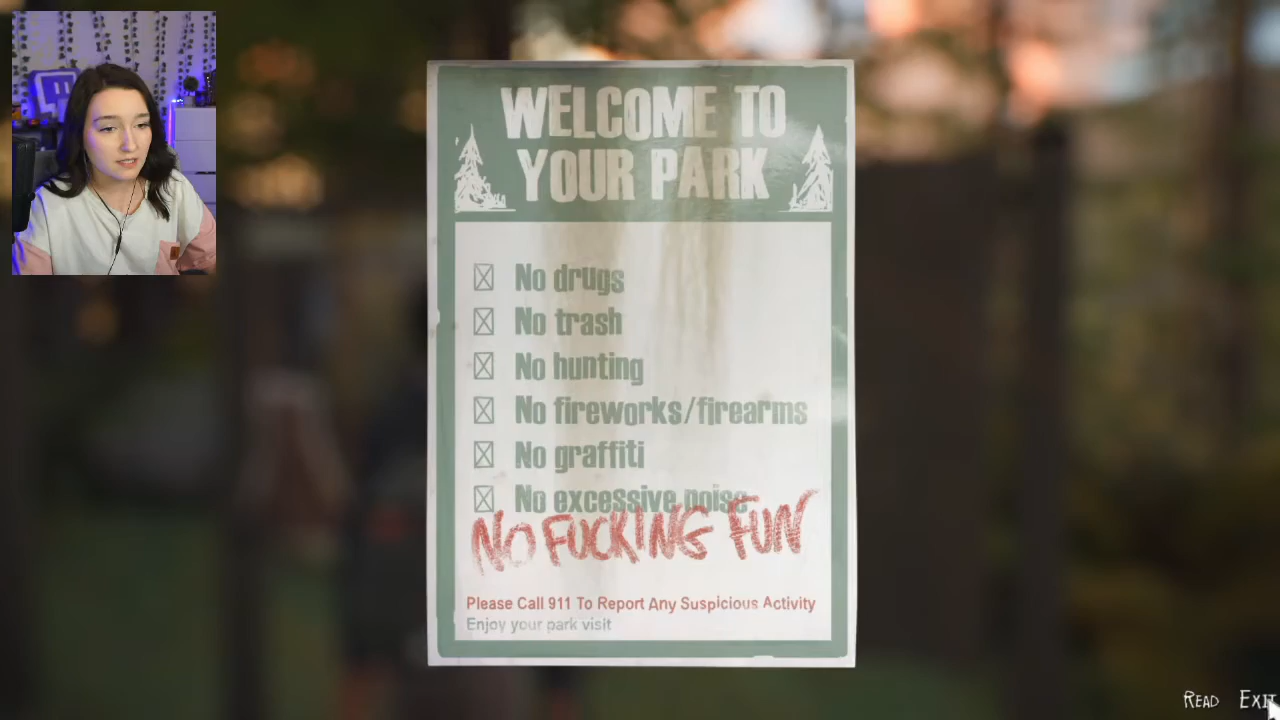 WELCOME TO
YOUR PARK
No drugs
No trash
No hunting
No fireworks/firearms
No graffiti
No excessive noise
NO FUCKING FUN
Please Call 911 To Report Any Suspicious Activity
Enjoy your park visit
READ EXIT